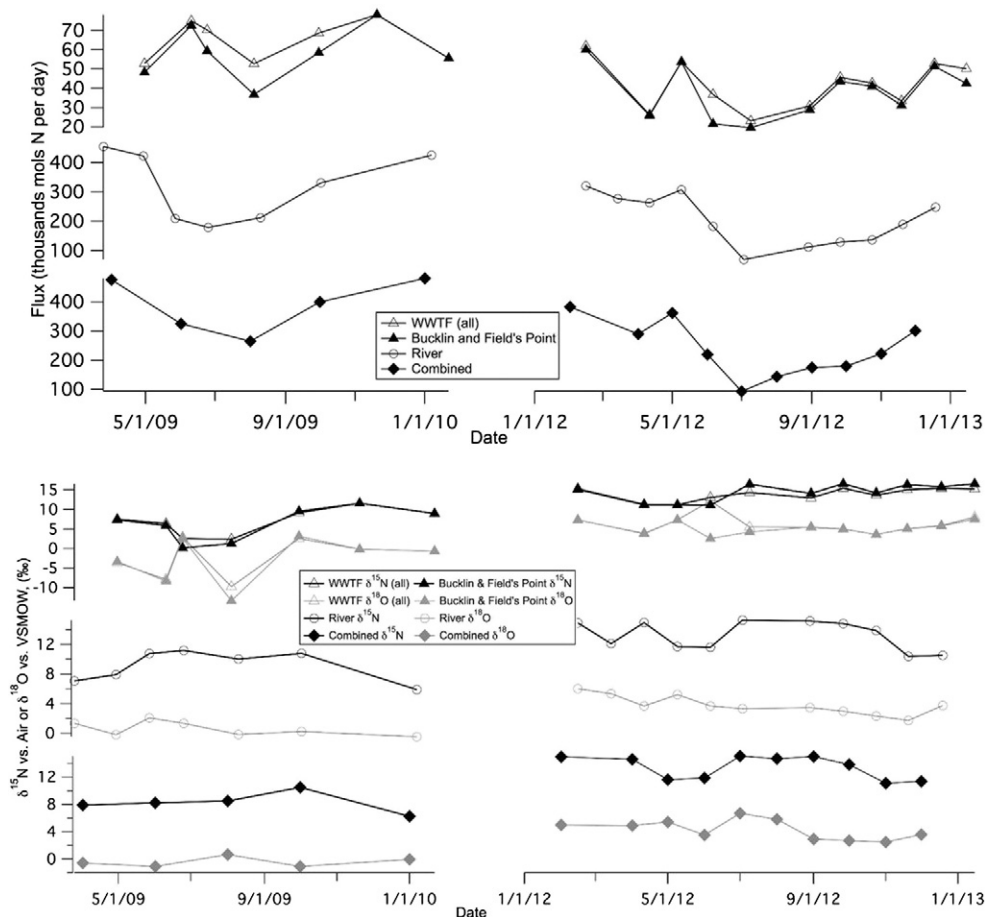 70
60
50
40
30
20
400
300
200
100
400
300
200
100
Flux (thousands mols N per day)
WWTF (all)
Bucklin and Field's Point
River
Combined
5/1/09 9/1/09 1/1/10 1/1/12 5/1/12 9/1/12 1/1/13
Date
15
10
5
0
-5
-10
12
8
4
0
12
8
4
0
δ¹⁵N vs. Air or δ¹⁸O vs. VSMOW, (‰)
WWTF δ¹⁵N (all) Bucklin & Field's Point δ¹⁵N
WWTF δ¹⁸O (all) Bucklin & Field's Point δ¹⁸O
River δ¹⁵N River δ¹⁸O
Combined δ¹⁵N Combined δ¹⁸O
5/1/09 9/1/09 1/1/10 1/1/12 5/1/12 9/1/12 1/1/13
Date